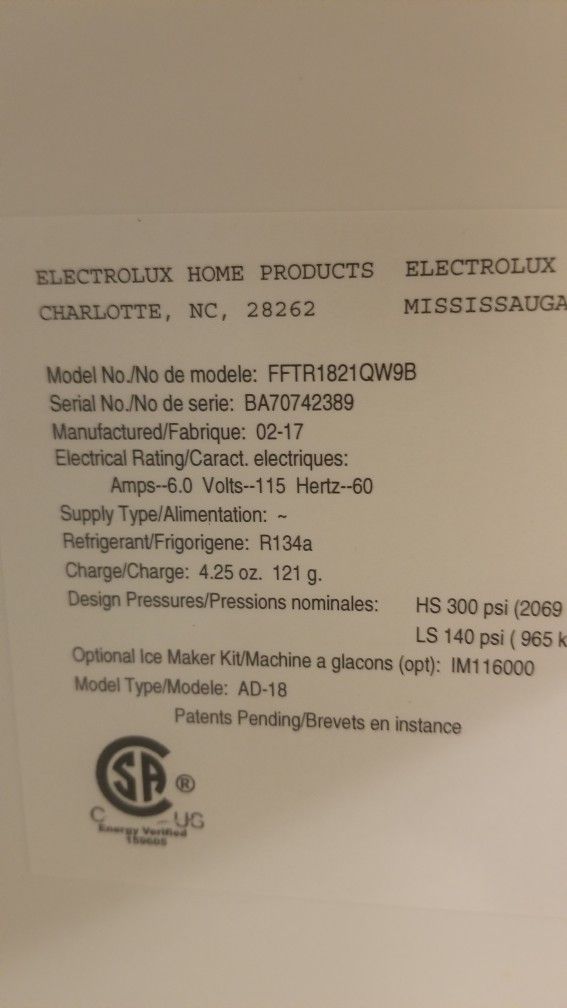 ELECTROLUX HOME PRODUCTS ELECTROLUX
CHARLOTTE, NC, 28262 MISSISSAUGA
Model No./No de modele: FFTR1821QW9B
Serial No./No de serie: BA70742389
Manufactured/Fabrique: 02-17
Electrical Rating/Caract. electriques:
Amps--6.0 Volts--115 Hertz--60
Supply Type/Alimentation: ~
Refrigerant/Frigorigene: R134a
Charge/Charge: 4.25 oz. 121 g.
Design Pressures/Pressions nominales: HS 300 psi (2069
LS 140 psi ( 965 k
Optional Ice Maker Kit/Machine a glacons (opt): IM116000
Model Type/Modele: AD-18
Patents Pending/Brevets en instance
SA ®
C US
Energy Verified